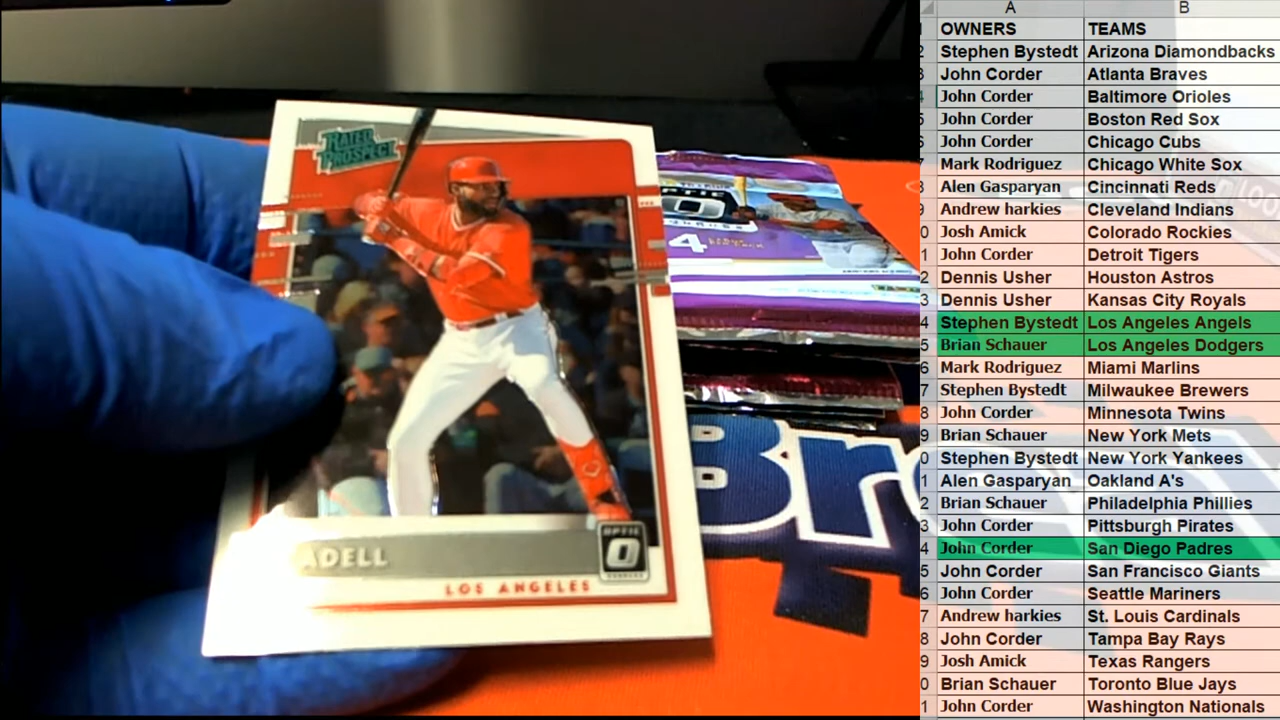 RATED
PROSPECT
ADELL
OPTIC
LOS ANGELES
4
Br
A B
OWNERS TEAMS
Stephen Bystedt Arizona Diamondbacks
John Corder Atlanta Braves
John Corder Baltimore Orioles
John Corder Boston Red Sox
John Corder Chicago Cubs
Mark Rodriguez Chicago White Sox
Alen Gasparyan Cincinnati Reds
Andrew harkies Cleveland Indians
Josh Amick Colorado Rockies
John Corder Detroit Tigers
Dennis Usher Houston Astros
Dennis Usher Kansas City Royals
Stephen Bystedt Los Angeles Angels
Brian Schauer Los Angeles Dodgers
Mark Rodriguez Miami Marlins
Stephen Bystedt Milwaukee Brewers
John Corder Minnesota Twins
Brian Schauer New York Mets
Stephen Bystedt New York Yankees
Alen Gasparyan Oakland A's
Brian Schauer Philadelphia Phillies
John Corder Pittsburgh Pirates
John Corder San Diego Padres
John Corder San Francisco Giants
John Corder Seattle Mariners
Andrew harkies St. Louis Cardinals
John Corder Tampa Bay Rays
Josh Amick Texas Rangers
Brian Schauer Toronto Blue Jays
John Corder Washington Nationals